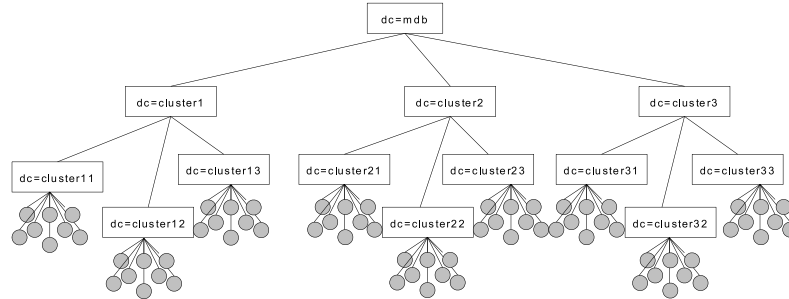 dc=mdb
dc=cluster1
dc=cluster2
dc=cluster3
dc=cluster11
dc=cluster13
dc=cluster21
dc=cluster23
dc=cluster31
dc=cluster33
dc=cluster12
dc=cluster22
dc=cluster32